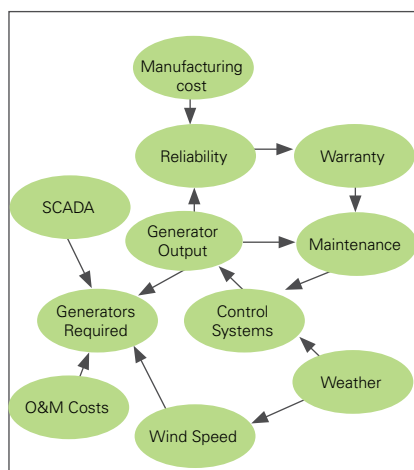 Manufacturing
cost
Reliability
Warranty
SCADA
Generator
Output
Maintenance
Generators
Required
Control
Systems
Weather
O&M Costs
Wind Speed